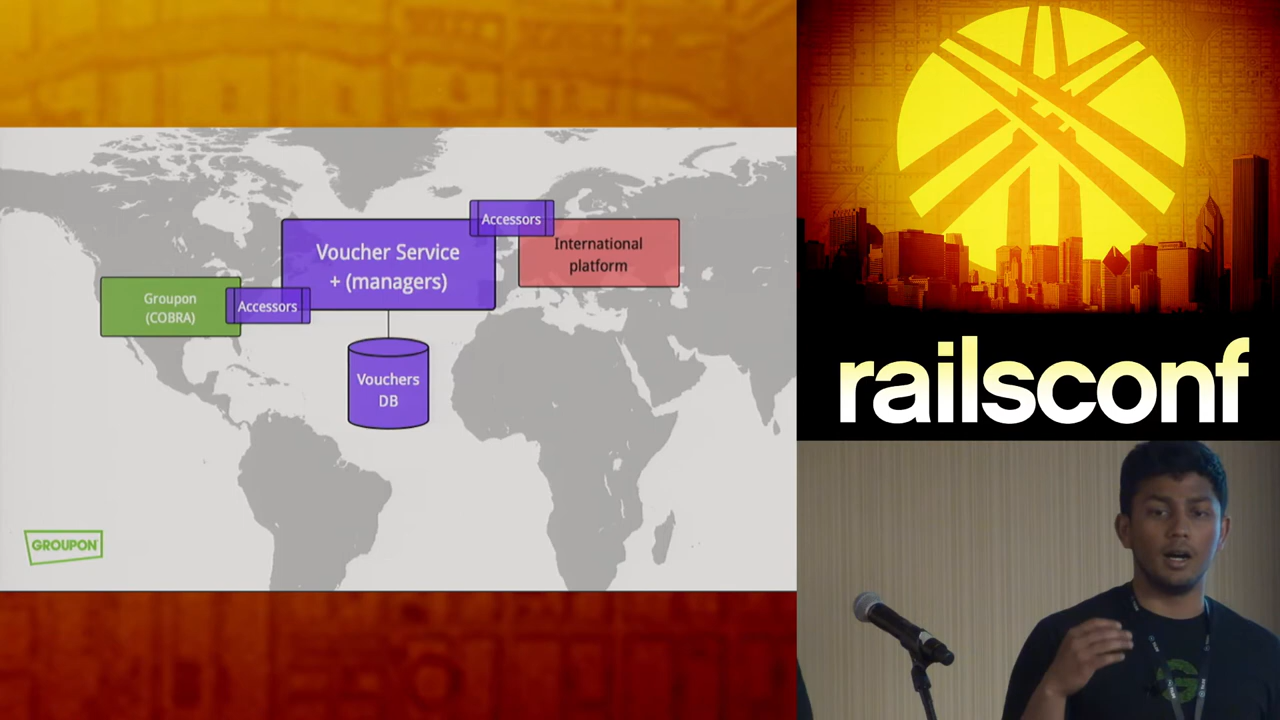 Accessors
Voucher Service
+ (managers)
International
platform
Groupon
(COBRA)
Accessors
Vouchers
DB
GROUPON
railsconf
G